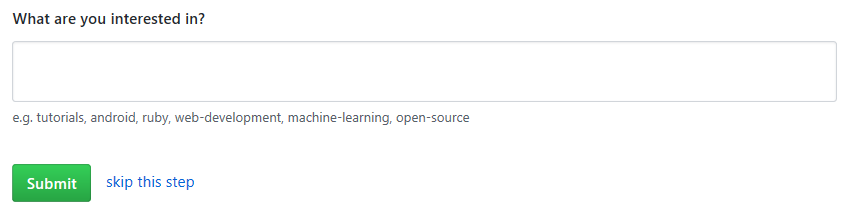 What are you interested in?
e.g. tutorials, android, ruby, web-development, machine-learning, open-source
Submit skip this step